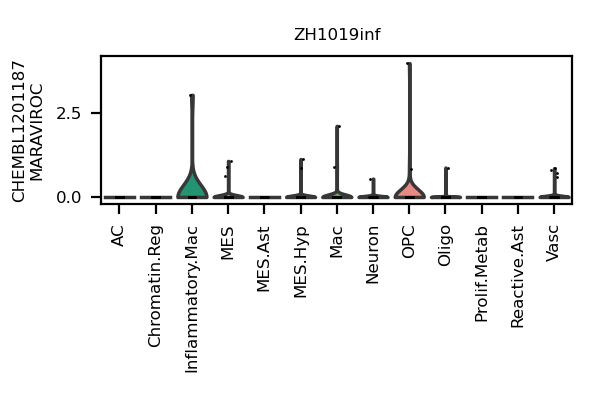 ZH1019inf
CHEMBL1201187
MARAVIROC
2.5
0.0
AC
Chromatin.Reg
Inflammatory.Mac
MES
MES.Ast
MES.Hyp
Mac
Neuron
OPC
Oligo
Prolif.Metab
Reactive.Ast
Vasc